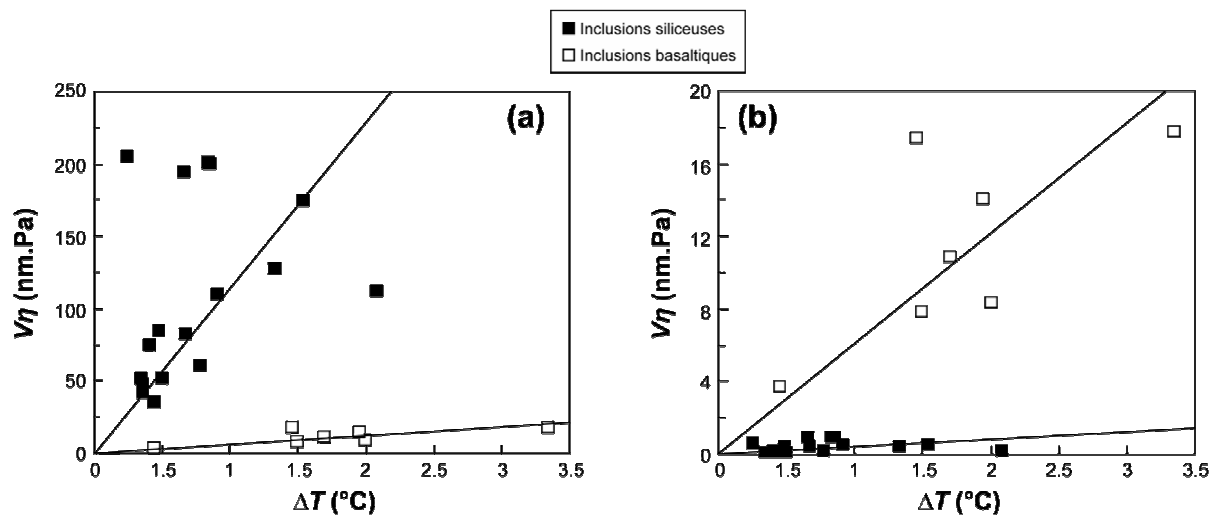 Inclusions siliceuses
Inclusions basaltiques
(a)
250
200
150
100
50
0
Vη (nm.Pa)
0 1.5 1 1.5 2 2.5 3 3.5
ΔT (°C)
(b)
20
16
12
8
4
0
Vη (nm.Pa)
0 1.5 1 1.5 2 2.5 3 3.5
ΔT (°C)